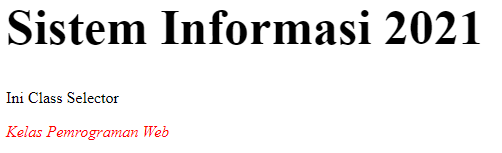 Sistem Informasi 2021
Ini Class Selector
Kelas Pemrograman Web